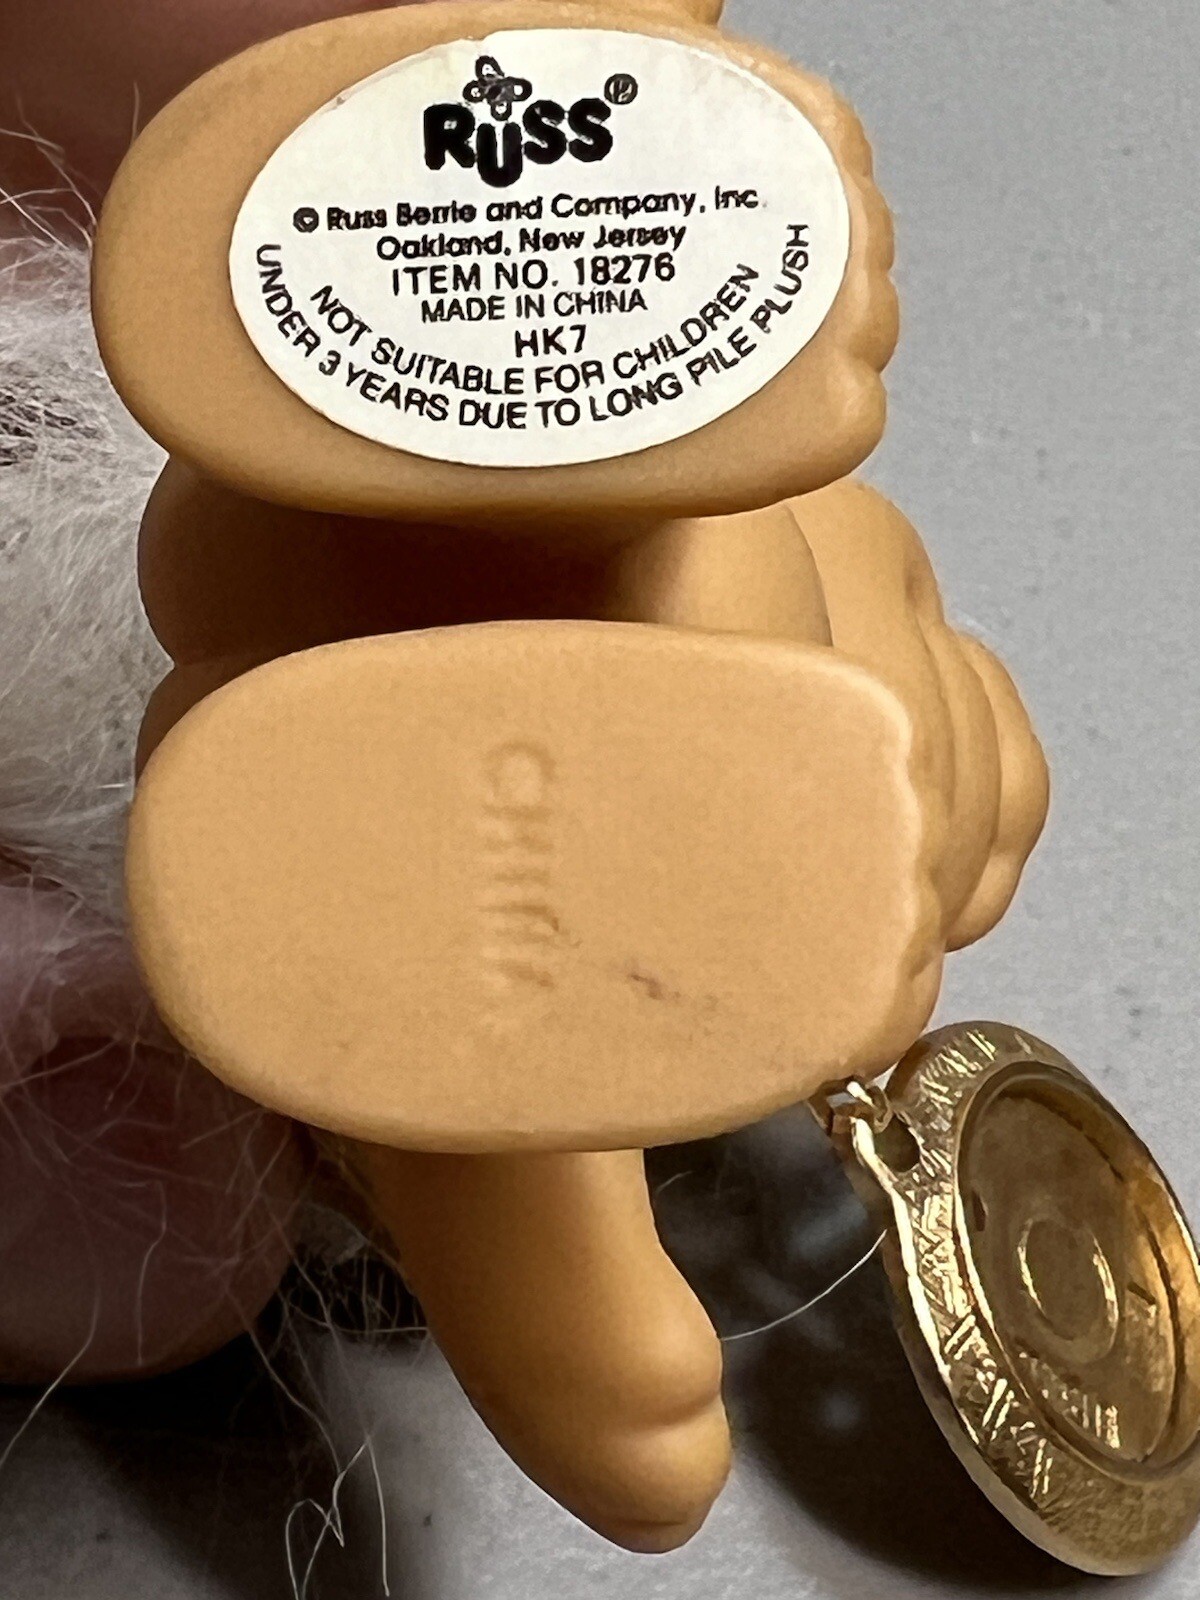 RUSS®
© Russ Berrie and Company, Inc.
Oakland, New Jersey
ITEM NO. 18276
MADE IN CHINA
HK7
NOT SUITABLE FOR CHILDREN
UNDER 3 YEARS DUE TO LONG PILE PLUSH
CHINA